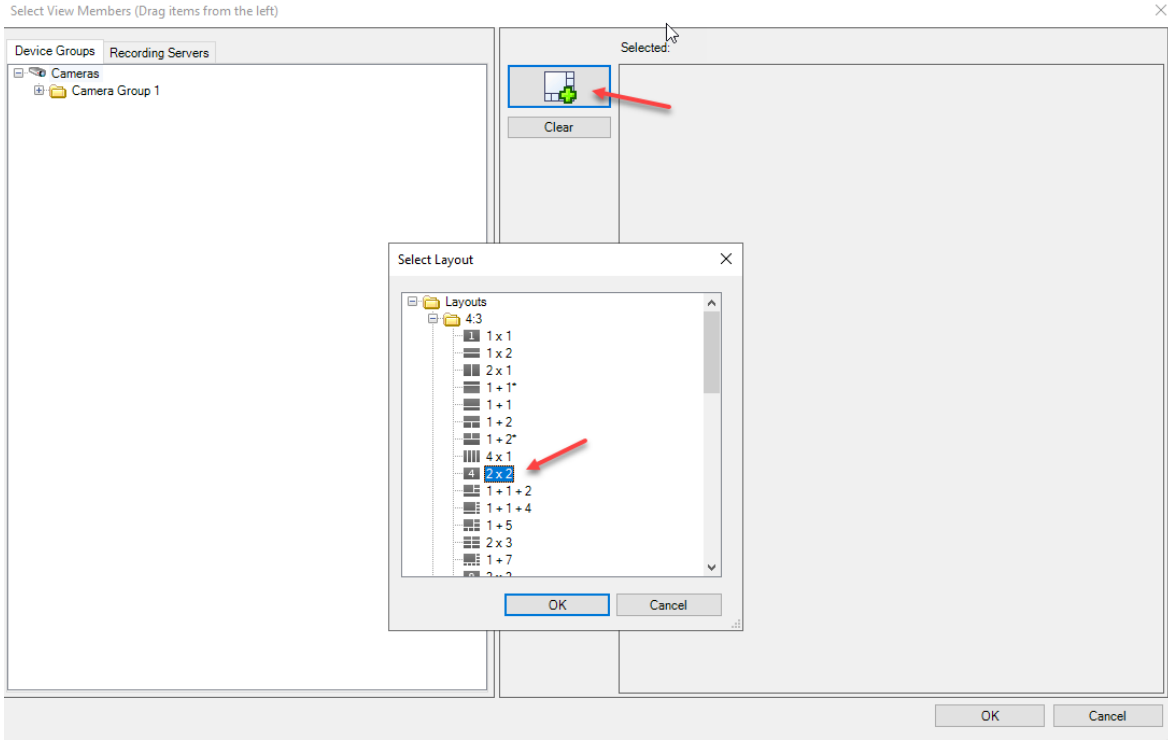 Select View Members (Drag items from the left)
Device Groups
Recording Servers
Cameras
Camera Group 1
Selected:
Clear
Select Layout
Layouts
4:3
1 1 x 1
1 x 2
2 x 1
1 + 1*
1 + 1
1 + 2
1 + 2*
4 x 1
4 2 x 2
1 + 1 + 2
1 + 1 + 4
1 + 5
2 x 3
1 + 7
OK
Cancel
OK
Cancel